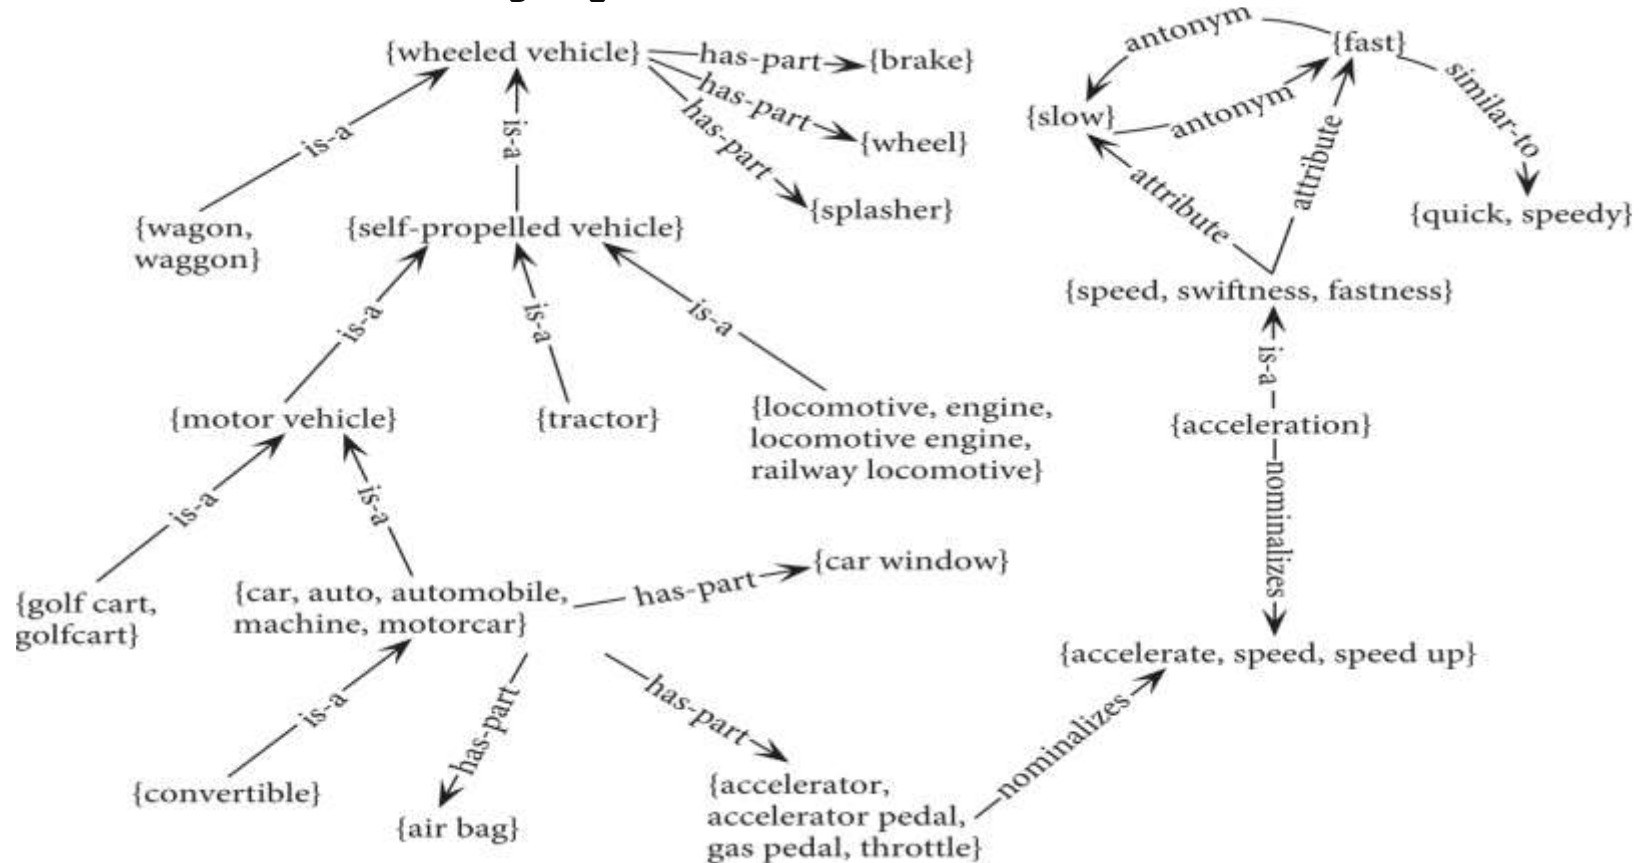 {wheeled vehicle}
has-part
{brake}
has-part
{wheel}
has-part
{splasher}
is-a
is-a
{wagon,
waggon}
{self-propelled vehicle}
is-a
is-a
is-a
{motor vehicle}
{tractor}
{locomotive, engine,
locomotive engine,
railway locomotive}
is-a
is-a
{golf cart,
golfcart}
{car, auto, automobile,
machine, motorcar}
has-part
{car window}
is-a
has-part
has-part
{convertible}
{air bag}
{accelerator,
accelerator pedal,
gas pedal, throttle}
nominalizes
antonym
{fast}
{slow}
antonym
similar-to
attribute
attribute
{quick, speedy}
{speed, swiftness, fastness}
is-a
{acceleration}
nominalizes
{accelerate, speed, speed up}